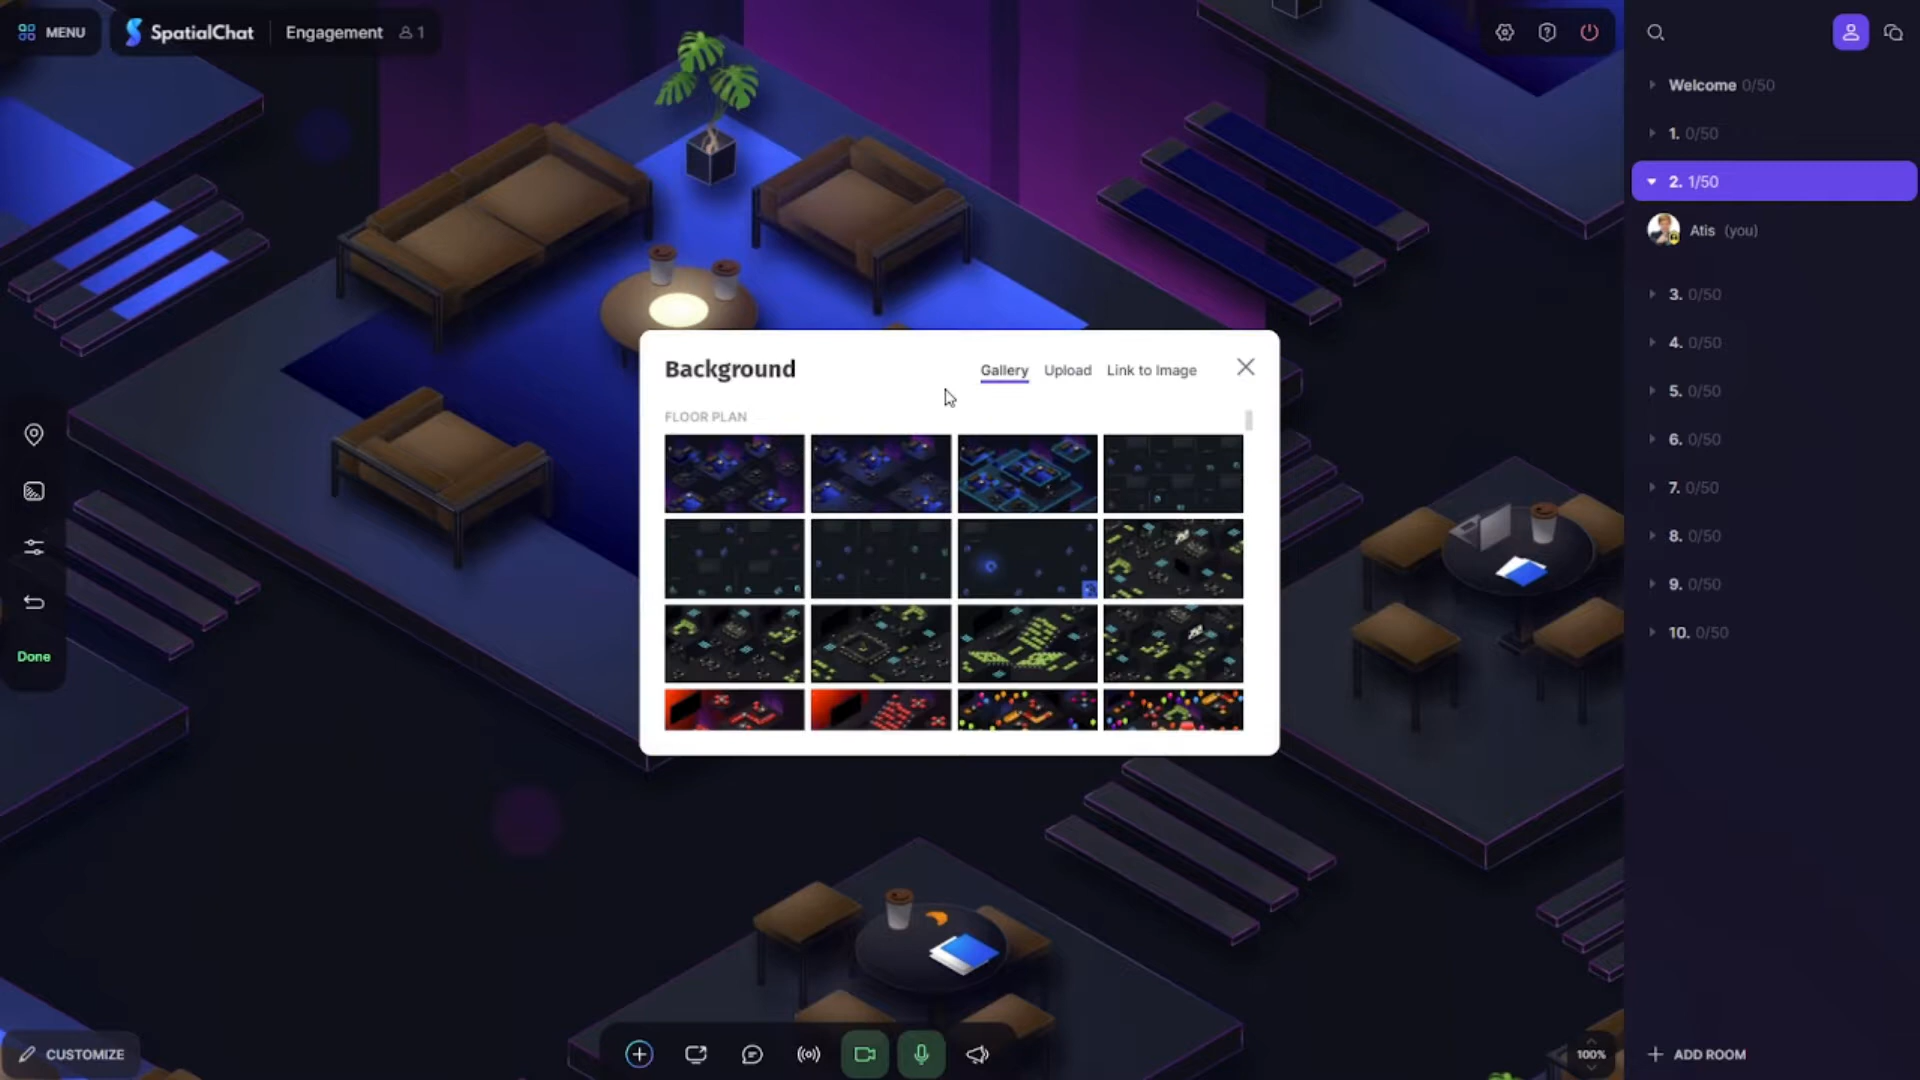 MENU
SpatialChat
Engagement 1
Welcome 0/50
1. 0/50
2. 1/50
Atis (you)
3. 0/50
4. 0/50
5. 0/50
6. 0/50
7. 0/50
8. 0/50
9. 0/50
10. 0/50
Background
Gallery Upload Link to Image
FLOOR PLAN
Done
CUSTOMIZE
100%
ADD ROOM